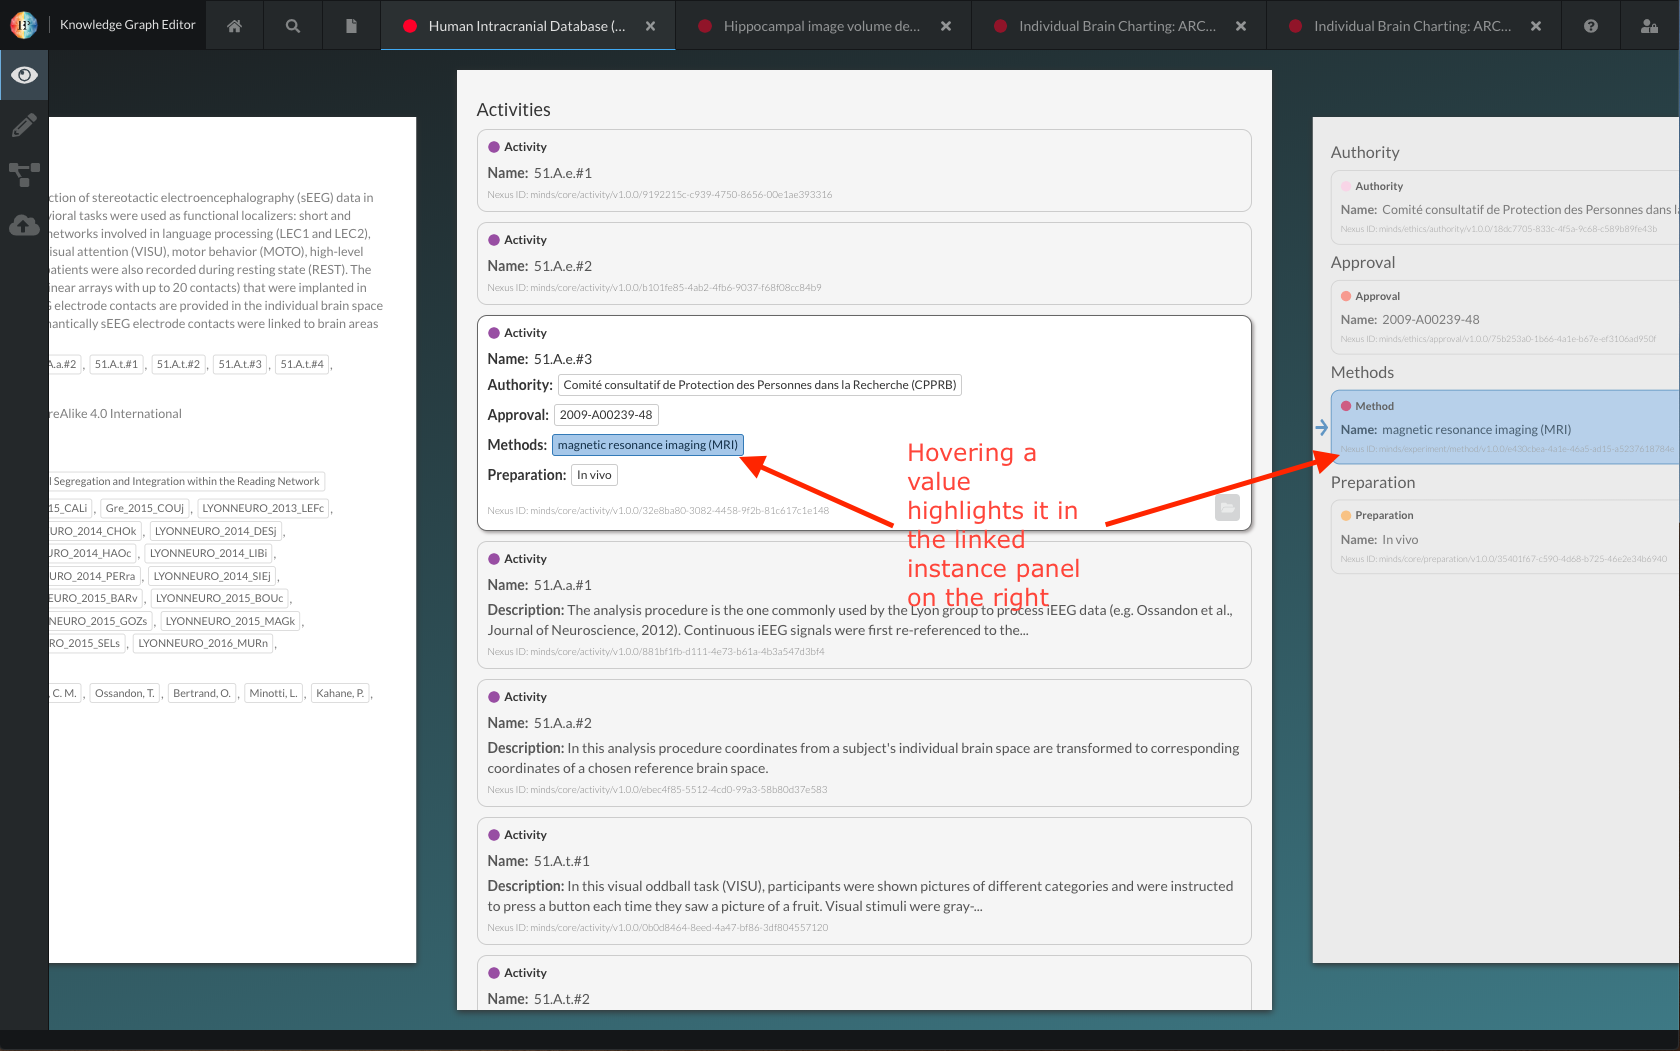 Knowledge Graph Editor
Human Intracranial Database (...
Hippocampal image volume de...
Individual Brain Charting: ARC...
Individual Brain Charting: ARC...
ction of stereotactic electroencephalography (sEEG) data in
vioral tasks were used as functional localizers: short and
networks involved in language processing (LEC1 and LEC2),
isual attention (VISU), motor behavior (MOTO), high-level
patients were also recorded during resting state (REST). The
inear arrays with up to 20 contacts) that were implanted in
electrode contacts are provided in the individual brain space
nantically sEEG electrode contacts were linked to brain areas
A.a.#2 , 51.A.t.#1 , 51.A.t.#2 , 51.A.t.#3 , 51.A.t.#4 ,
reAlike 4.0 International
l Segregation and Integration within the Reading Network
15_CALi , Gre_2015_COUj , LYONNEURO_2013_LEFc ,
URO_2014_CHOk , LYONNEURO_2014_DESj ,
URO_2014_HAOc , LYONNEURO_2014_LIBi ,
URO_2014_PERra , LYONNEURO_2014_SIEj ,
EURO_2015_BARv , LYONNEURO_2015_BOUc ,
NEURO_2015_GOZs , LYONNEURO_2015_MAGk ,
RO_2015_SELs , LYONNEURO_2016_MURn ,
C. M. , Ossandon, T. , Bertrand, O. , Minotti, L. , Kahane, P. ,
Activities
Activity
Name: 51.A.e.#1
Nexus ID: minds/core/activity/v1.0.0/9192215c-c939-4750-8656-00e1ae393316
Activity
Name: 51.A.e.#2
Nexus ID: minds/core/activity/v1.0.0/b101fe85-4ab2-4fb6-9037-f68f08cc84b9
Activity
Name: 51.A.e.#3
Authority: Comité consultatif de Protection des Personnes dans la Recherche (CPPRB)
Approval: 2009-A00239-48
Methods: magnetic resonance imaging (MRI)
Preparation: In vivo
Nexus ID: minds/core/activity/v1.0.0/32e8ba80-3082-4458-9f2b-81c617c1e148
Hovering a
value
highlights it in
the linked
instance panel
on the right
Activity
Name: 51.A.a.#1
Description: The analysis procedure is the one commonly used by the Lyon group to process iEEG data (e.g. Ossandon et al.,
Journal of Neuroscience, 2012). Continuous iEEG signals were first re-referenced to the...
Nexus ID: minds/core/activity/v1.0.0/881bf1fb-d111-4e73-b61a-4b3a547d3bf4
Activity
Name: 51.A.a.#2
Description: In this analysis procedure coordinates from a subject's individual brain space are transformed to corresponding
coordinates of a chosen reference brain space.
Nexus ID: minds/core/activity/v1.0.0/ebec4f85-5512-4cd0-99a3-58b80d37e583
Activity
Name: 51.A.t.#1
Description: In this visual oddball task (VISU), participants were shown pictures of different categories and were instructed
to press a button each time they saw a picture of a fruit. Visual stimuli were gray-...
Nexus ID: minds/core/activity/v1.0.0/0b0d8464-8eed-4a47-bf86-3df804557120
Activity
Name: 51.A.t.#2
Authority
Authority
Name: Comité consultatif de Protection des Personnes dans l
Nexus ID: minds/ethics/authority/v1.0.0/18dc7705-833c-4f5a-9c68-c589b89fe43b
Approval
Approval
Name: 2009-A00239-48
Nexus ID: minds/ethics/approval/v1.0.0/75b253a0-1b66-4a1e-b67e-ef3106ad950f
Methods
Method
Name: magnetic resonance imaging (MRI)
Nexus ID:
Preparation
Preparation
Name: In vivo
Nexus ID: minds/core/preparation/v1.0.0/35401f67-c590-4d68-b725-46e2e34b6940